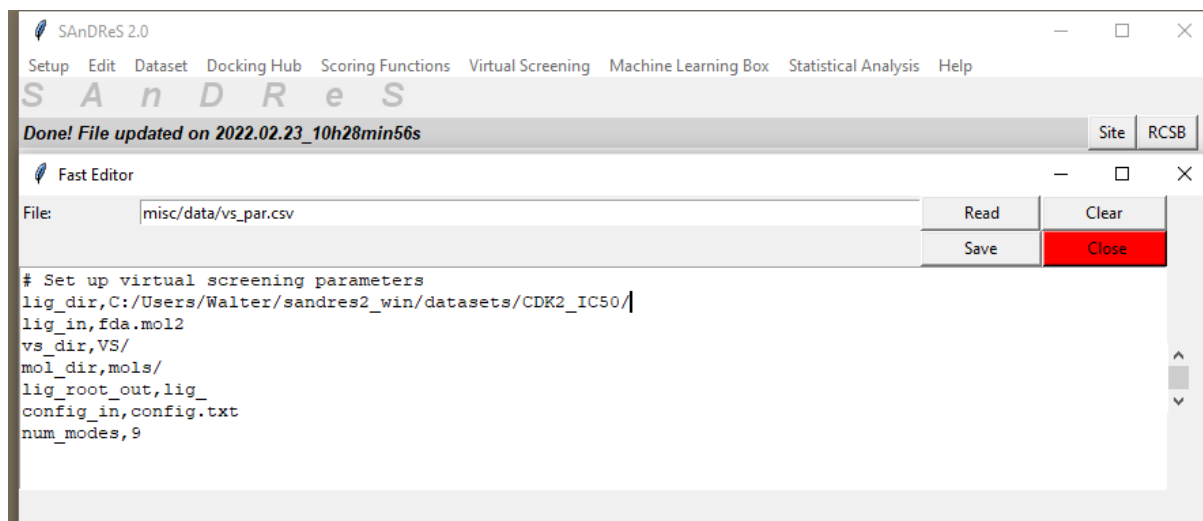 SAnDReS 2.0
Setup Edit Dataset Docking Hub Scoring Functions Virtual Screening Machine Learning Box Statistical Analysis Help
S A n D R e S
Done! File updated on 2022.02.23_10h28min56s Site RCSB
Fast Editor
File: misc/data/vs_par.csv Read Clear
Save Close
# Set up virtual screening parameters
lig_dir,C:/Users/Walter/sandres2_win/datasets/CDK2_IC50/
lig_in,fda.mol2
vs_dir,VS/
mol_dir,mols/
lig_root_out,lig_
config_in,config.txt
num_modes,9